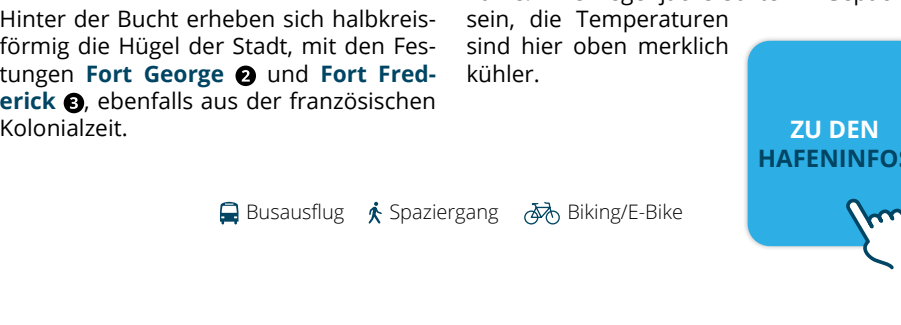 Hinter der Bucht erheben sich halbkreis-
förmig die Hügel der Stadt, mit den Fes-
tungen Fort George 2 und Fort Fred-
erick 3, ebenfalls aus der französischen
Kolonialzeit.
sein, die Temperaturen
sind hier oben merklich
kühler.
ZU DEN
HAFENINFOS
Busausflug Spaziergang Biking/E-Bike